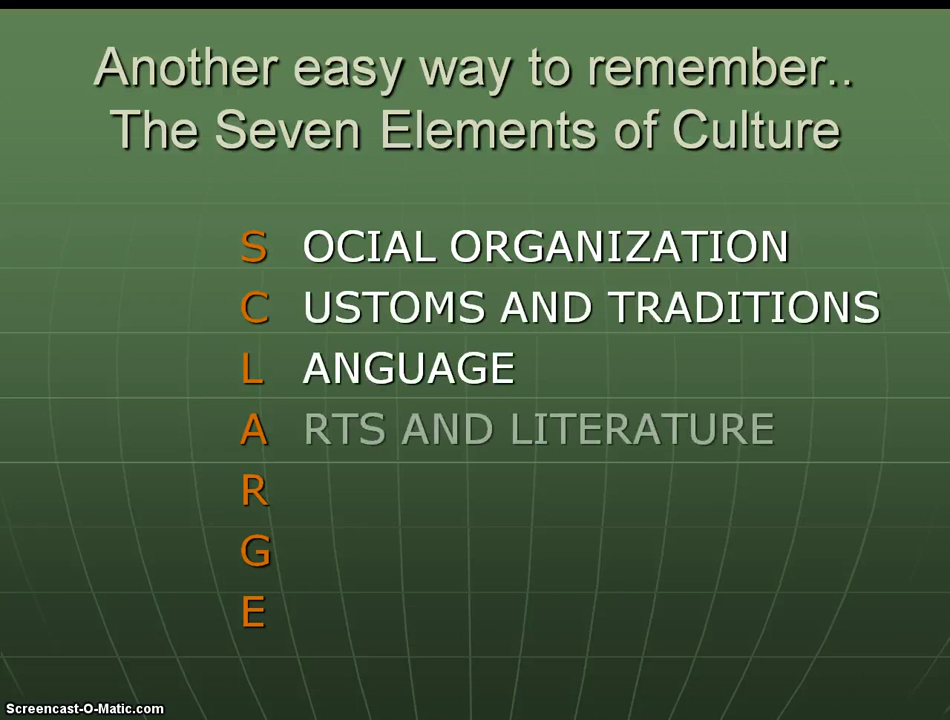 Another easy way to remember..
The Seven Elements of Culture
S OCIAL ORGANIZATION
C USTOMS AND TRADITIONS
L ANGUAGE
A RTS AND LITERATURE
R
G
E
Screencast-O-Matic.com